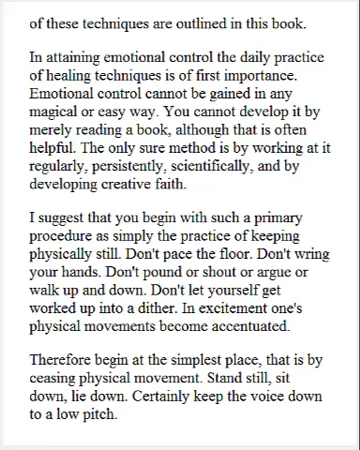 of these techniques are outlined in this book.
In attaining emotional control the daily practice
of healing techniques is of first importance.
Emotional control cannot be gained in any
magical or easy way. You cannot develop it by
merely reading a book, although that is often
helpful. The only sure method is by working at it
regularly, persistently, scientifically, and by
developing creative faith.
I suggest that you begin with such a primary
procedure as simply the practice of keeping
physically still. Don't pace the floor. Don't wring
your hands. Don't pound or shout or argue or
walk up and down. Don't let yourself get
worked up into a dither. In excitement one's
physical movements become accentuated.
Therefore begin at the simplest place, that is by
ceasing physical movement. Stand still, sit
down, lie down. Certainly keep the voice down
to a low pitch.